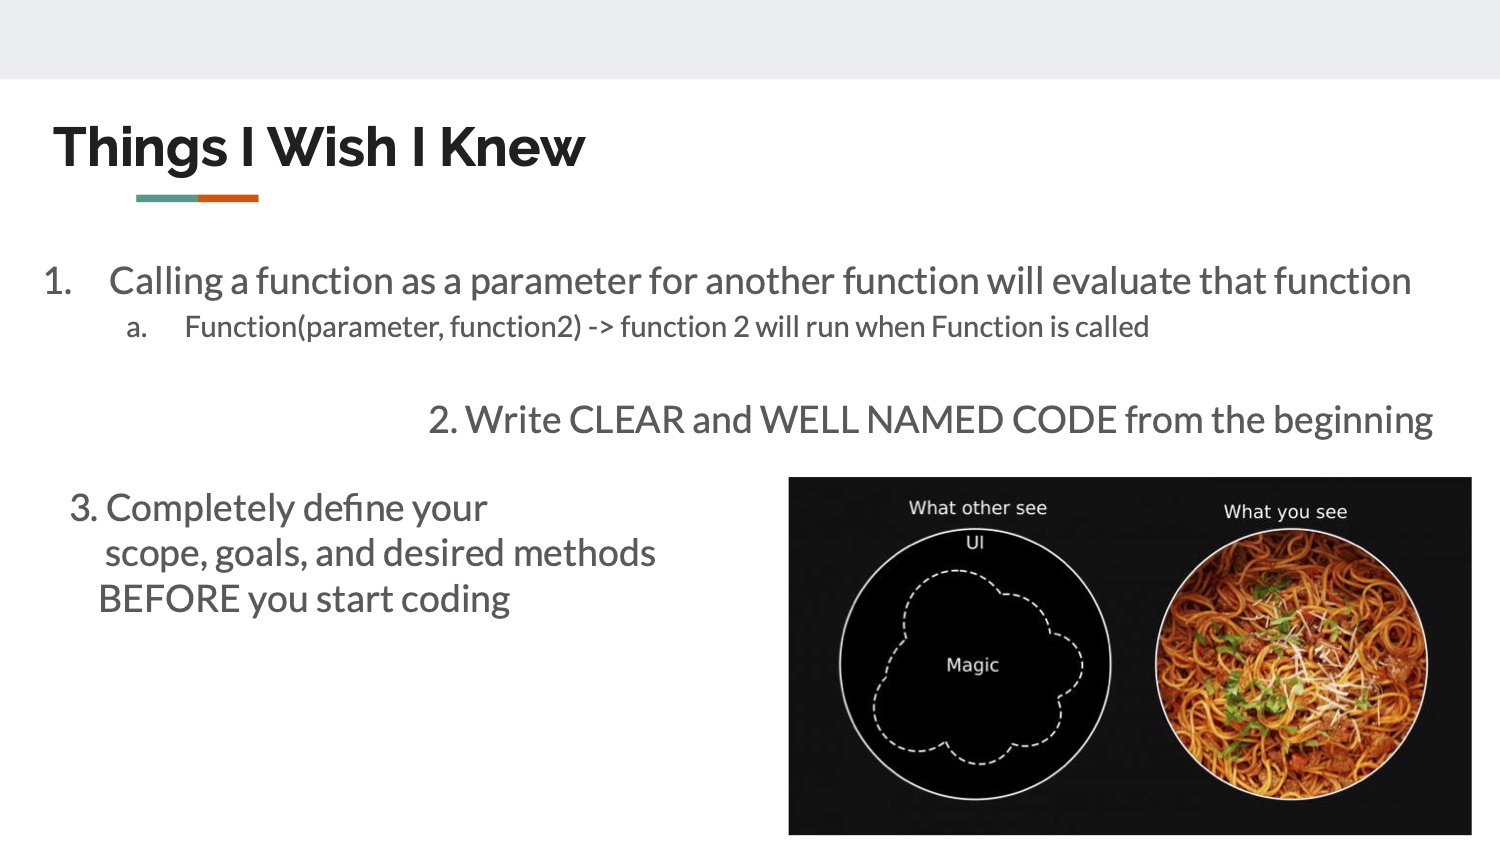 Things I Wish I Knew
1. Calling a function as a parameter for another function will evaluate that function
a. Function(parameter, function2) -> function 2 will run when Function is called
2. Write CLEAR and WELL NAMED CODE from the beginning
3. Completely define your
scope, goals, and desired methods
BEFORE you start coding
What other see
What you see
UI
Magic